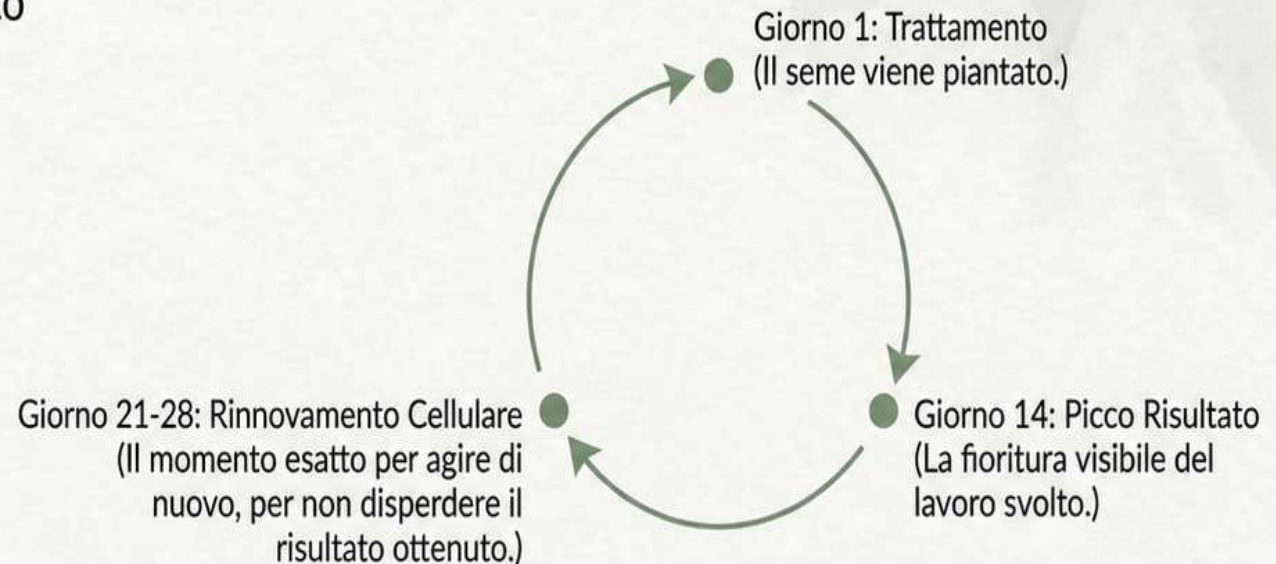 Giorno 1: Trattamento
(Il seme viene piantato.)
Giorno 14: Picco Risultato
(La fioritura visibile del
lavoro svolto.)
Giorno 21-28: Rinnovamento Cellulare
(Il momento esatto per agire di
nuovo, per non disperdere il
risultato ottenuto.)